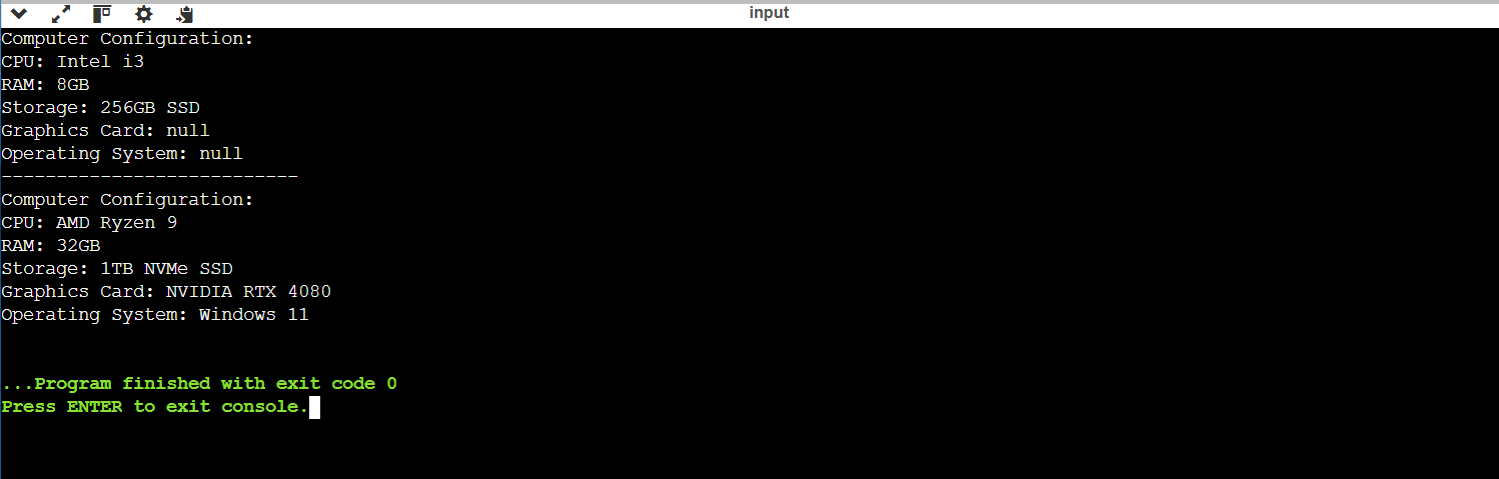 input
Computer Configuration:
CPU: Intel i3
RAM: 8GB
Storage: 256GB SSD
Graphics Card: null
Operating System: null
---------------------------
Computer Configuration:
CPU: AMD Ryzen 9
RAM: 32GB
Storage: 1TB NVMe SSD
Graphics Card: NVIDIA RTX 4080
Operating System: Windows 11
...Program finished with exit code 0
Press ENTER to exit console.